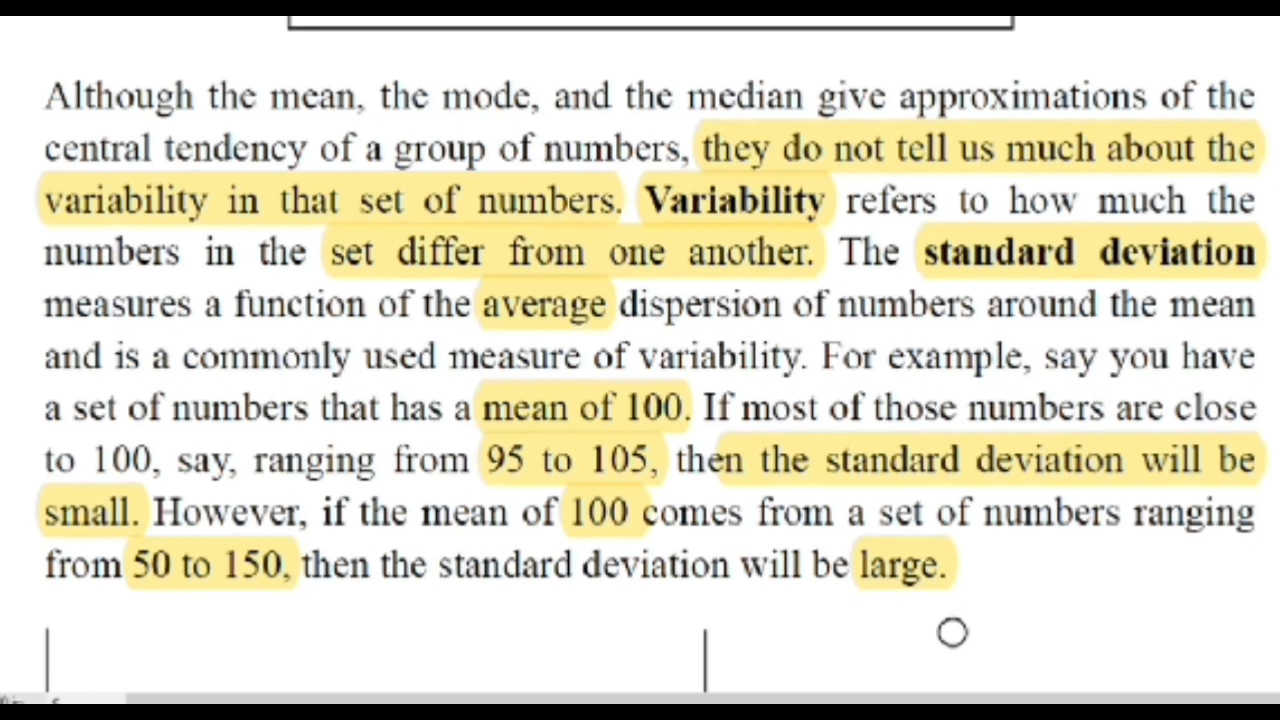 Although the mean, the mode, and the median give approximations of the
central tendency of a group of numbers, they do not tell us much about the
variability in that set of numbers. Variability refers to how much the
numbers in the set differ from one another. The standard deviation
measures a function of the average dispersion of numbers around the mean
and is a commonly used measure of variability. For example, say you have
a set of numbers that has a mean of 100. If most of those numbers are close
to 100, say, ranging from 95 to 105, then the standard deviation will be
small. However, if the mean of 100 comes from a set of numbers ranging
from 50 to 150, then the standard deviation will be large.